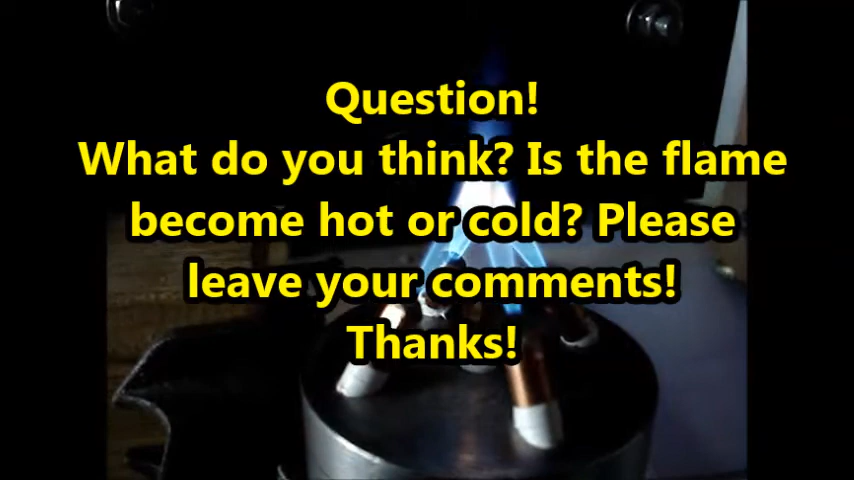 Question!
What do you think? Is the flame
become hot or cold? Please
leave your comments!
Thanks!